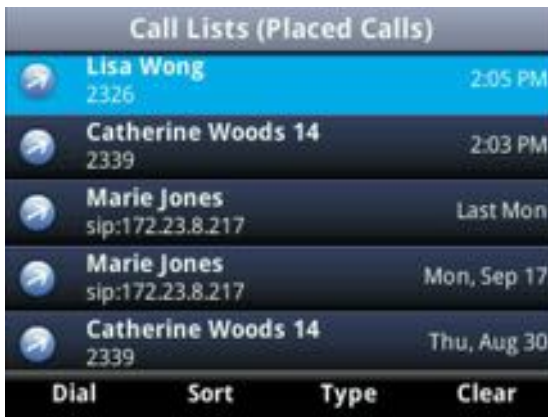 Call Lists (Placed Calls)
Lisa Wong
2326
2:05 PM
Catherine Woods 14
2339
2:03 PM
Marie Jones
sip:172.23.8.217
Last Mon
Marie Jones
sip:172.23.8.217
Mon, Sep 17
Catherine Woods 14
2339
Thu, Aug 30
Dial Sort Type Clear